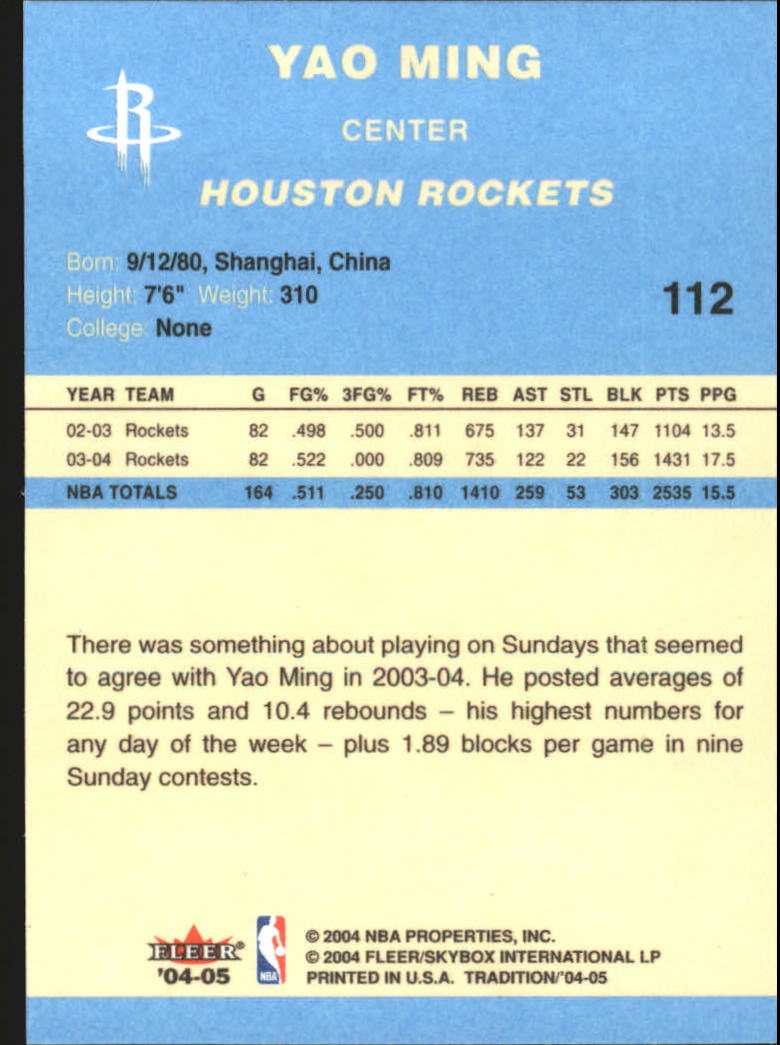 YAO MING
R
CENTER
HOUSTON ROCKETS
Born: 9/12/80, Shanghai, China
Height: 7'6" Weight: 310
112
College: None
YEAR TEAM G FG% 3FG% FT% REB AST STL BLK PTS PPG
02-03 Rockets 82 .498 .500 .811 675 137 31 147 1104 13.5
03-04 Rockets 82 .522 .000 .809 735 122 22 156 1431 17.5
NBA TOTALS 164 .511 .250 .810 1410 259 53 303 2535 15.5
There was something about playing on Sundays that seemed
to agree with Yao Ming in 2003-04. He posted averages of
22.9 points and 10.4 rebounds – his highest numbers for
any day of the week – plus 1.89 blocks per game in nine
Sunday contests.
FLEER®
'04-05
NBA
© 2004 NBA PROPERTIES, INC.
© 2004 FLEER/SKYBOX INTERNATIONAL LP
PRINTED IN U.S.A. TRADITION/'04-05